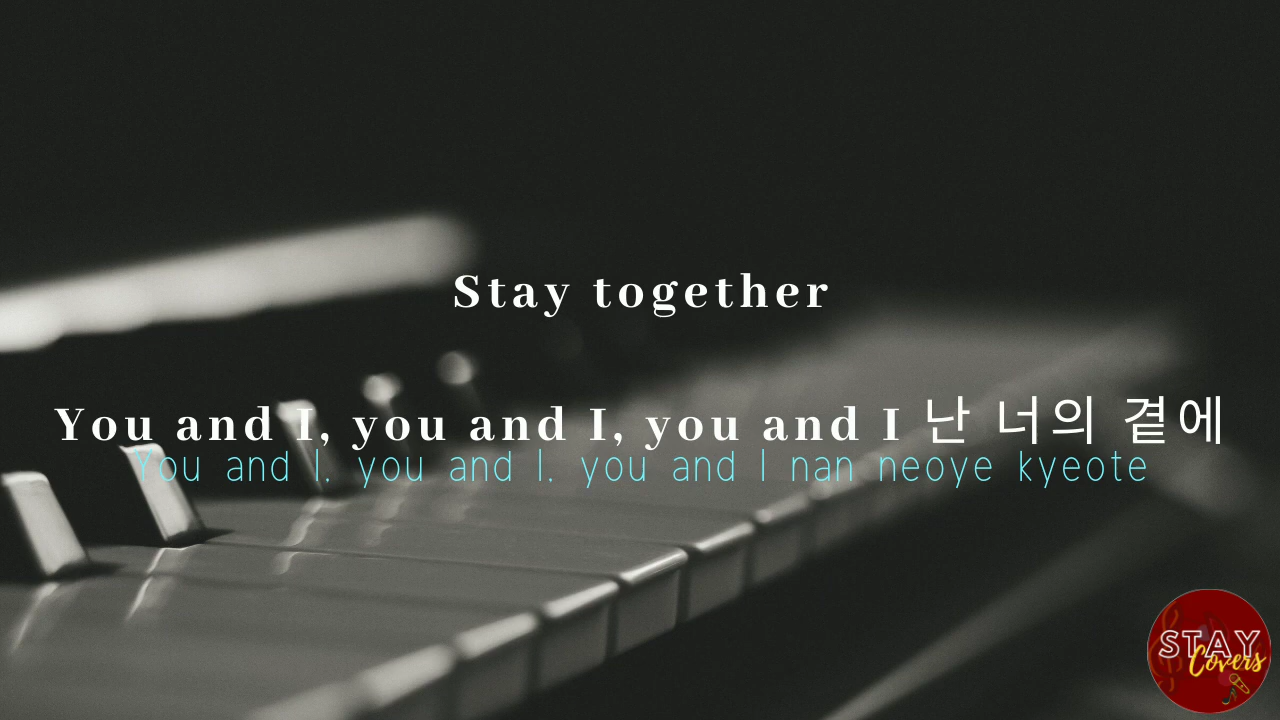 Stay together
You and I, you and I, you and I 난 너의 곁에
You and I. you and I. you and I nan neoye kyeote
STAY
Covers